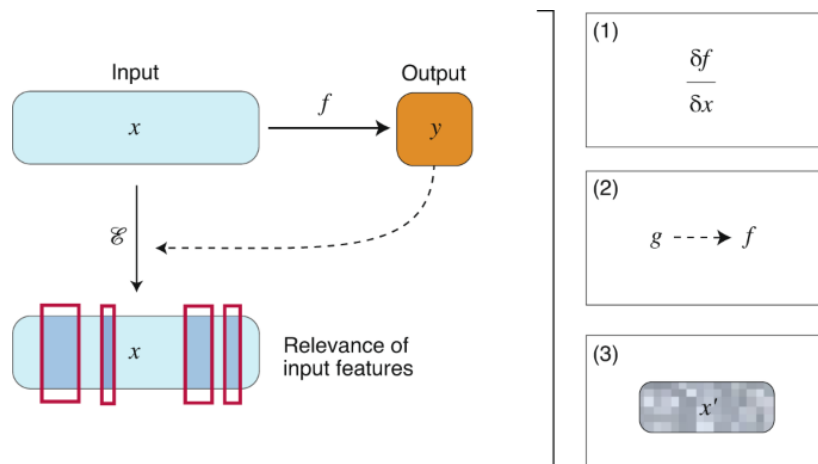 Input
Output
x
f
y
ℰ
x
Relevance of
input features
(1)
δf
δx
(2)
g f
(3)
x′